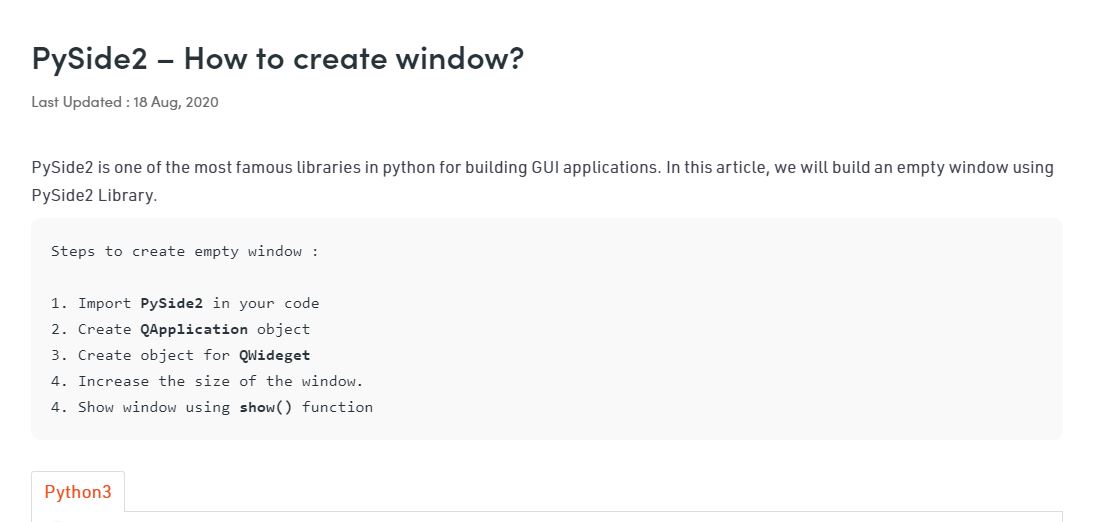 PySide2 – How to create window?
Last Updated : 18 Aug, 2020
PySide2 is one of the most famous libraries in python for building GUI applications. In this article, we will build an empty window using
PySide2 Library.
Steps to create empty window :
1. Import PySide2 in your code
2. Create QApplication object
3. Create object for QWideget
4. Increase the size of the window.
4. Show window using show() function
Python3